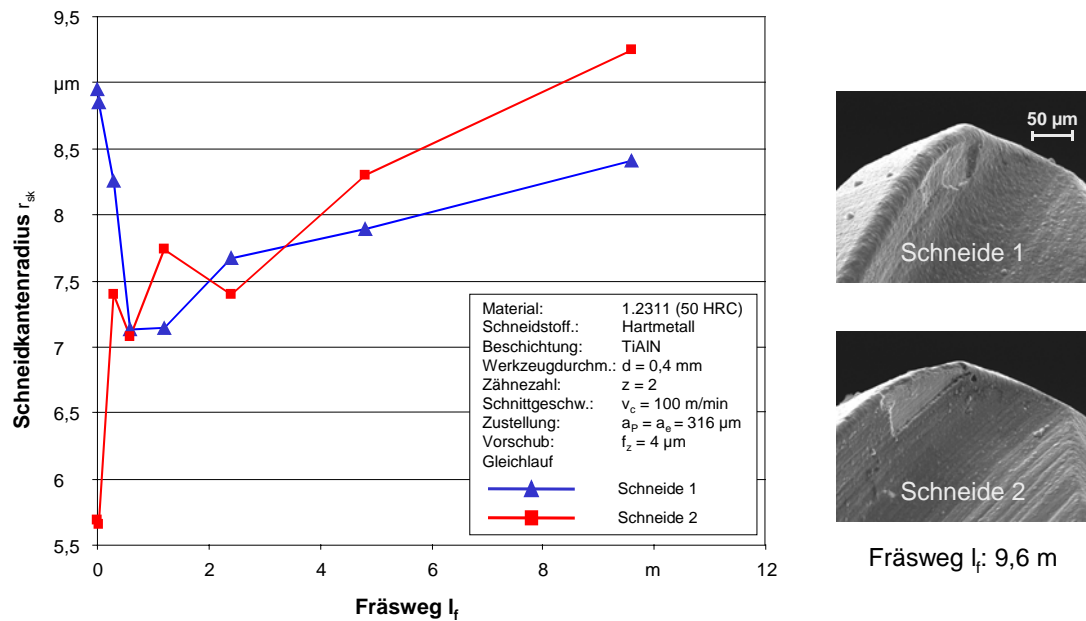 9,5
µm
8,5
8
7,5
7
6,5
6
5,5
Schneidkantenradius r_sk
0
2
4
6
8
m
12
Fräsweg l_f
Material: 1.2311 (50 HRC)
Schneidstoff.: Hartmetall
Beschichtung: TiAlN
Werkzeugdurchm.: d = 0,4 mm
Zähnezahl: z = 2
Schnittgeschw.: v_c = 100 m/min
Zustellung: a_P = a_e = 316 µm
Vorschub: f_z = 4 µm
Gleichlauf
Schneide 1
Schneide 2
50 µm
Schneide 1
Schneide 2
Fräsweg l_f: 9,6 m